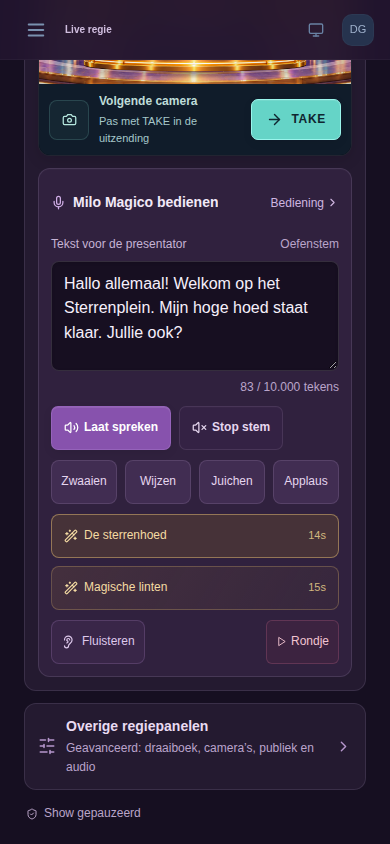 Live regie
DG
Volgende camera
Pas met TAKE in de
uitzending
TAKE
Milo Magico bedienen
Bediening
Tekst voor de presentator
Oefenstem
Hallo allemaal! Welkom op het
Sterrenplein. Mijn hoge hoed staat
klaar. Jullie ook?
83 / 10.000 tekens
Laat spreken
Stop stem
Zwaaien
Wijzen
Juichen
Applaus
De sterrenhoed
14s
Magische linten
15s
Fluisteren
Rondje
Overige regiepanelen
Geavanceerd: draaiboek, camera's, publiek en
audio
Show gepauzeerd